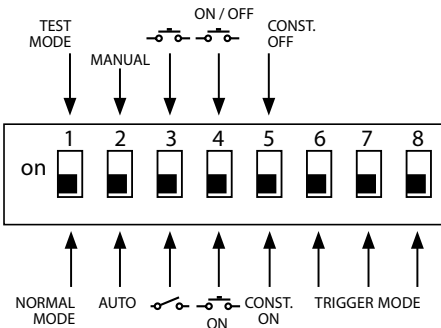 TEST
MODE
MANUAL
ON / OFF
CONST.
OFF
1 2 3 4 5 6 7 8
on
NORMAL
MODE
AUTO
ON
CONST.
ON
TRIGGER MODE